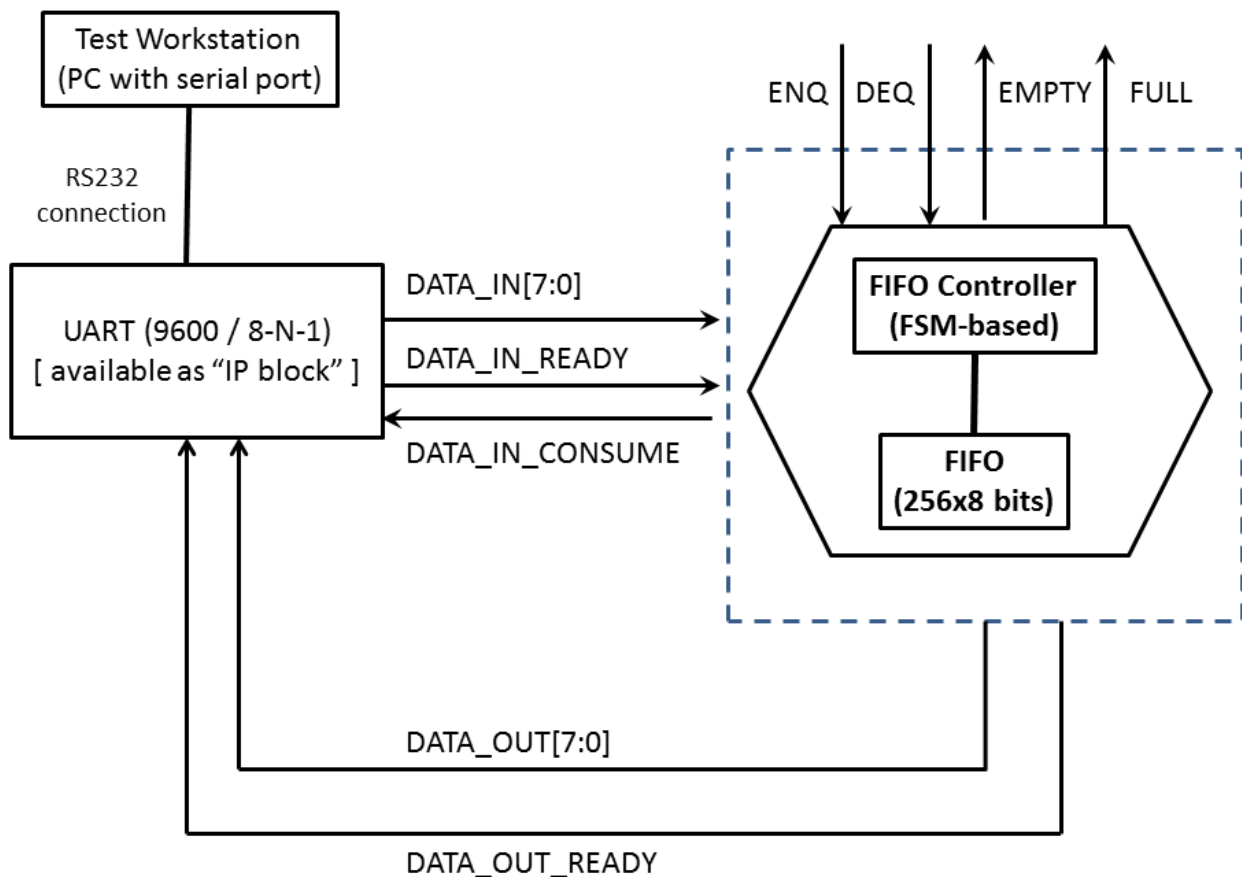 Test Workstation
(PC with serial port)
ENQ
DEQ
EMPTY
FULL
RS232
connection
UART (9600 / 8-N-1)
[ available as “IP block” ]
DATA_IN[7:0]
DATA_IN_READY
DATA_IN_CONSUME
FIFO Controller
(FSM-based)
FIFO
(256x8 bits)
DATA_OUT[7:0]
DATA_OUT_READY